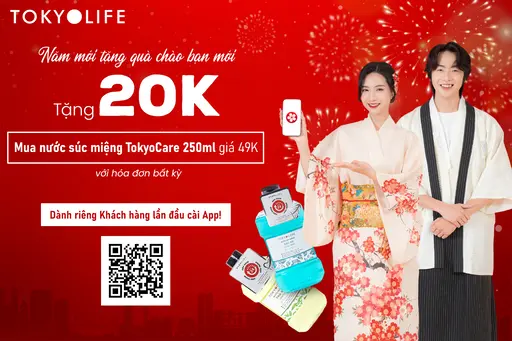 TOKYOLIFE
Năm mới tặng quà chào bạn mới
Tặng 20K
Mua nước súc miệng TokyoCare 250ml giá 49K
với hóa đơn bất kỳ
Dành riêng Khách hàng lần đầu cài App!
TOKYOLIFE